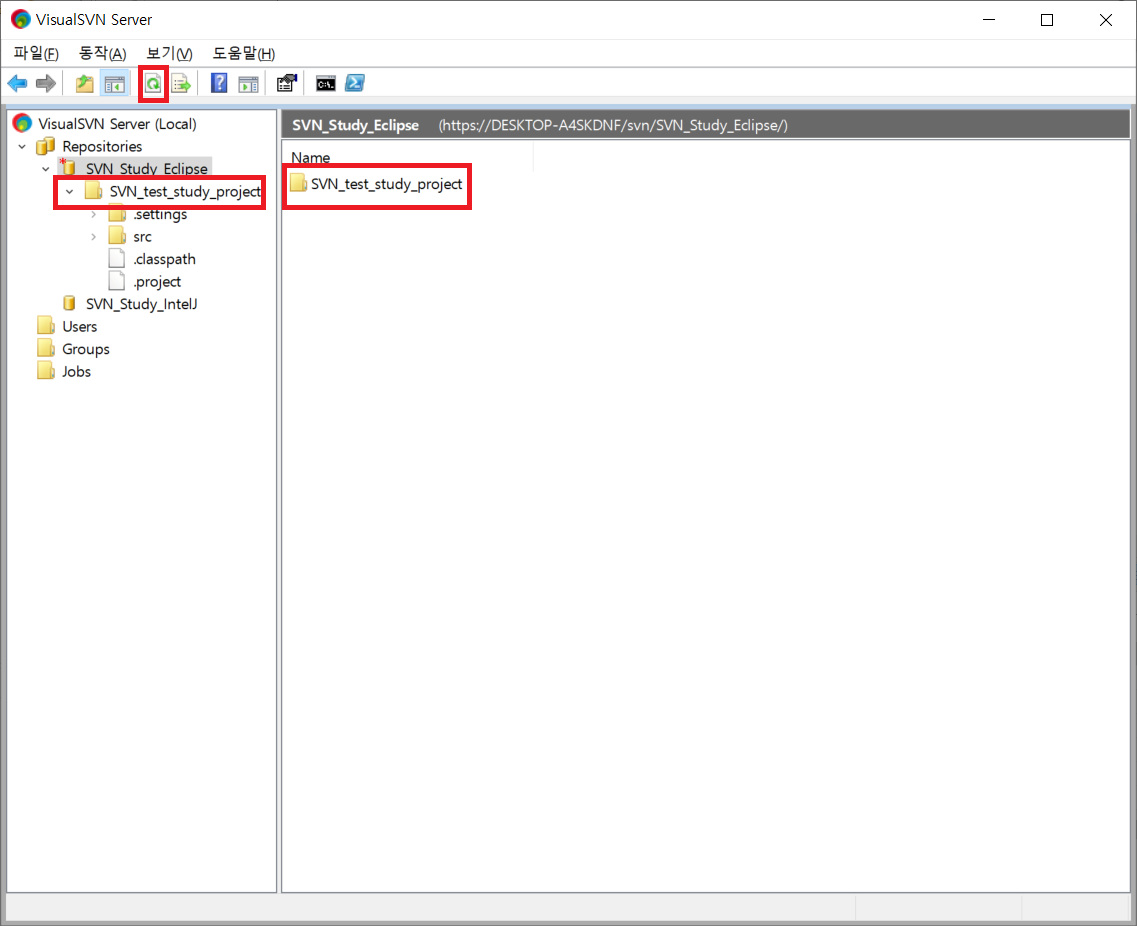 VisualSVN Server
파일(F) 동작(A) 보기(V) 도움말(H)
VisualSVN Server (Local)
Repositories
SVN_Study_Eclipse
SVN_test_study_project
.settings
src
.classpath
.project
SVN_Study_IntelJ
Users
Groups
Jobs
SVN_Study_Eclipse (https://DESKTOP-A4SKDNF/svn/SVN_Study_Eclipse/)
Name
SVN_test_study_project